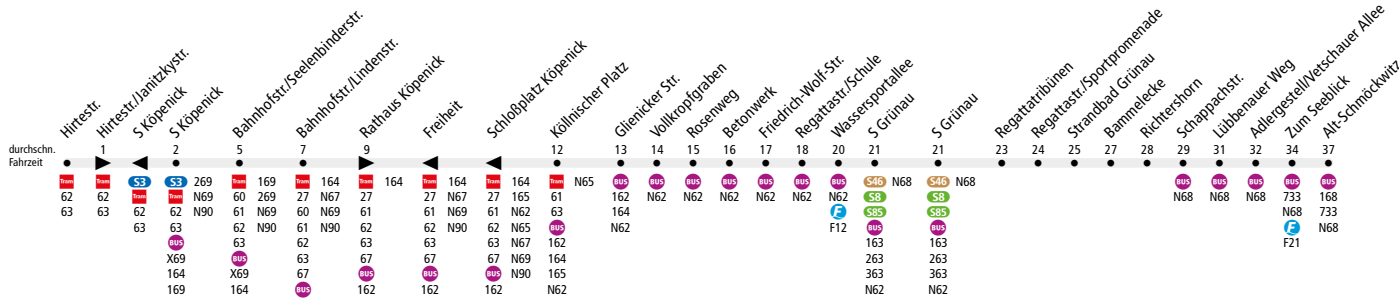 Hirtestr.
Hirtestr./Janitzkystr.
S Köpenick
S Köpenick
Bahnhofstr./Seelenbinderstr.
Bahnhofstr./Lindenstr.
Rathaus Köpenick
Freiheit
Schloßplatz Köpenick
Köllnischer Platz
Glienicker Str.
Vollkropfgraben
Rosenweg
Betonwerk
Friedrich-Wolf-Str.
Regattastr./Schule
Wassersportallee
S Grünau
S Grünau
Regattatribünen
Regattastr./Sportpromenade
Strandbad Grünau
Bammelecke
Richtershorn
Schappachstr.
Lübbenauer Weg
Adlergestell/Vetschauer Allee
Zum Seeblick
Alt-Schmöckwitz
durchschn. 1 2 5 7 9 12 13 14 15 16 17 18 20 21 21 23 24 25 27 28 29 31 32 34 37
Fahrzeit
Tram Tram S3 S3 269 Tram 169 Tram 164 Tram 164 Tram 164 Tram 164 Tram N65 BUS BUS BUS BUS BUS BUS BUS S46 N68 S46 N68 BUS BUS BUS BUS BUS
62 62 Tram Tram N69 60 269 27 N67 27 27 N67 27 165 61 162 N62 N62 N62 N62 N62 N62 S8 S8 N68 N68 N68 733 168
63 63 62 62 N90 61 N69 60 N69 61 61 N69 61 N62 63 164 F S85 S85 N68 733
63 63 62 N90 61 N90 62 62 N90 62 N65 BUS N62 F12 BUS BUS F N68
BUS 63 62 63 63 63 N67 162 163 163 F21
X69 BUS 63 67 67 67 N69 164 263 263
164 X69 67 BUS BUS BUS N90 165 363 363
169 164 BUS 162 162 162 N62 N62 N62